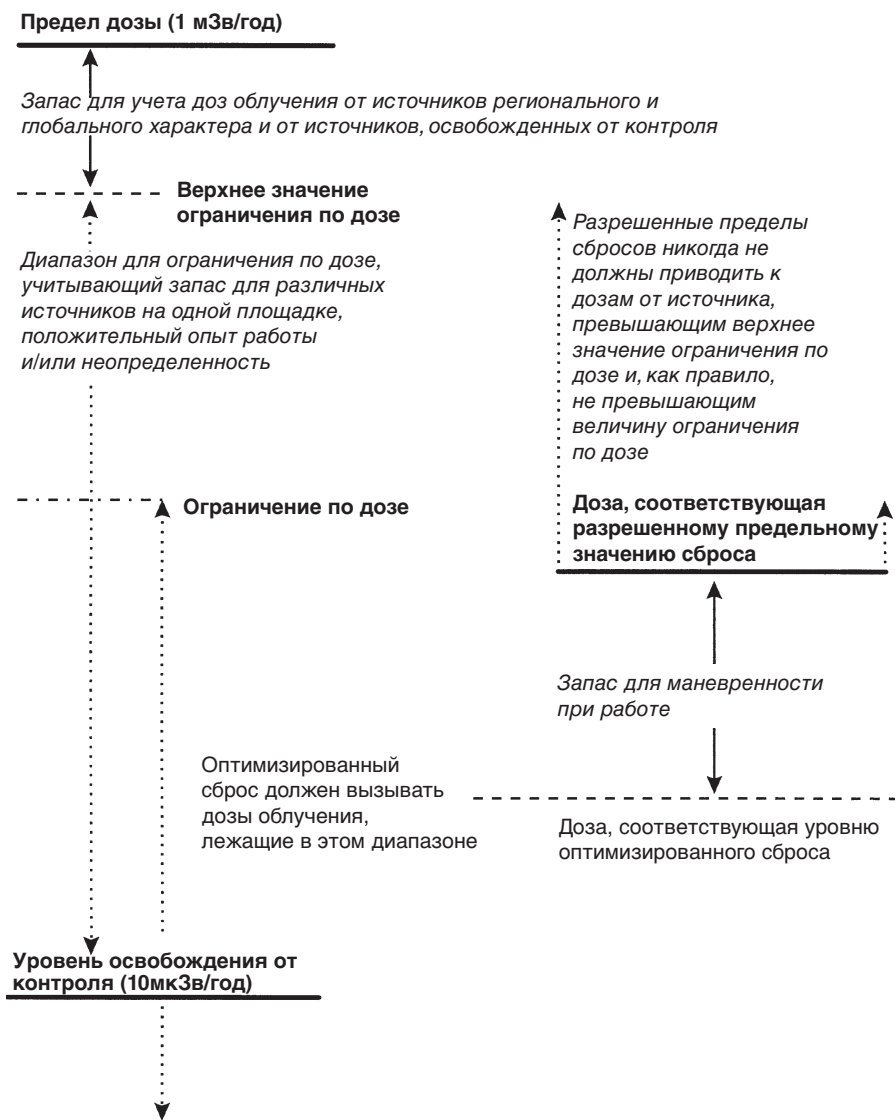 Предел дозы (1 мЗв/год)
Запас для учета доз облучения от источников регионального и
глобального характера и от источников, освобожденных от контроля
Верхнее значение
ограничения по дозе
Диапазон для ограничения по дозе,
учитывающий запас для различных
источников на одной площадке,
положительный опыт работы
и/или неопределенность
Разрешенные пределы
сбросов никогда не
должны приводить к
дозам от источника,
превышающим верхнее
значение ограничения по
дозе и, как правило,
не превышающим
величину ограничения
по дозе
Ограничение по дозе
Доза, соответствующая
разрешенному предельному
значению сброса
Запас для маневренности
при работе
Оптимизированный
сброс должен вызывать
дозы облучения,
лежащие в этом диапазоне
Доза, соответствующая уровню
оптимизированного сброса
Уровень освобождения от
контроля (10мкЗв/год)